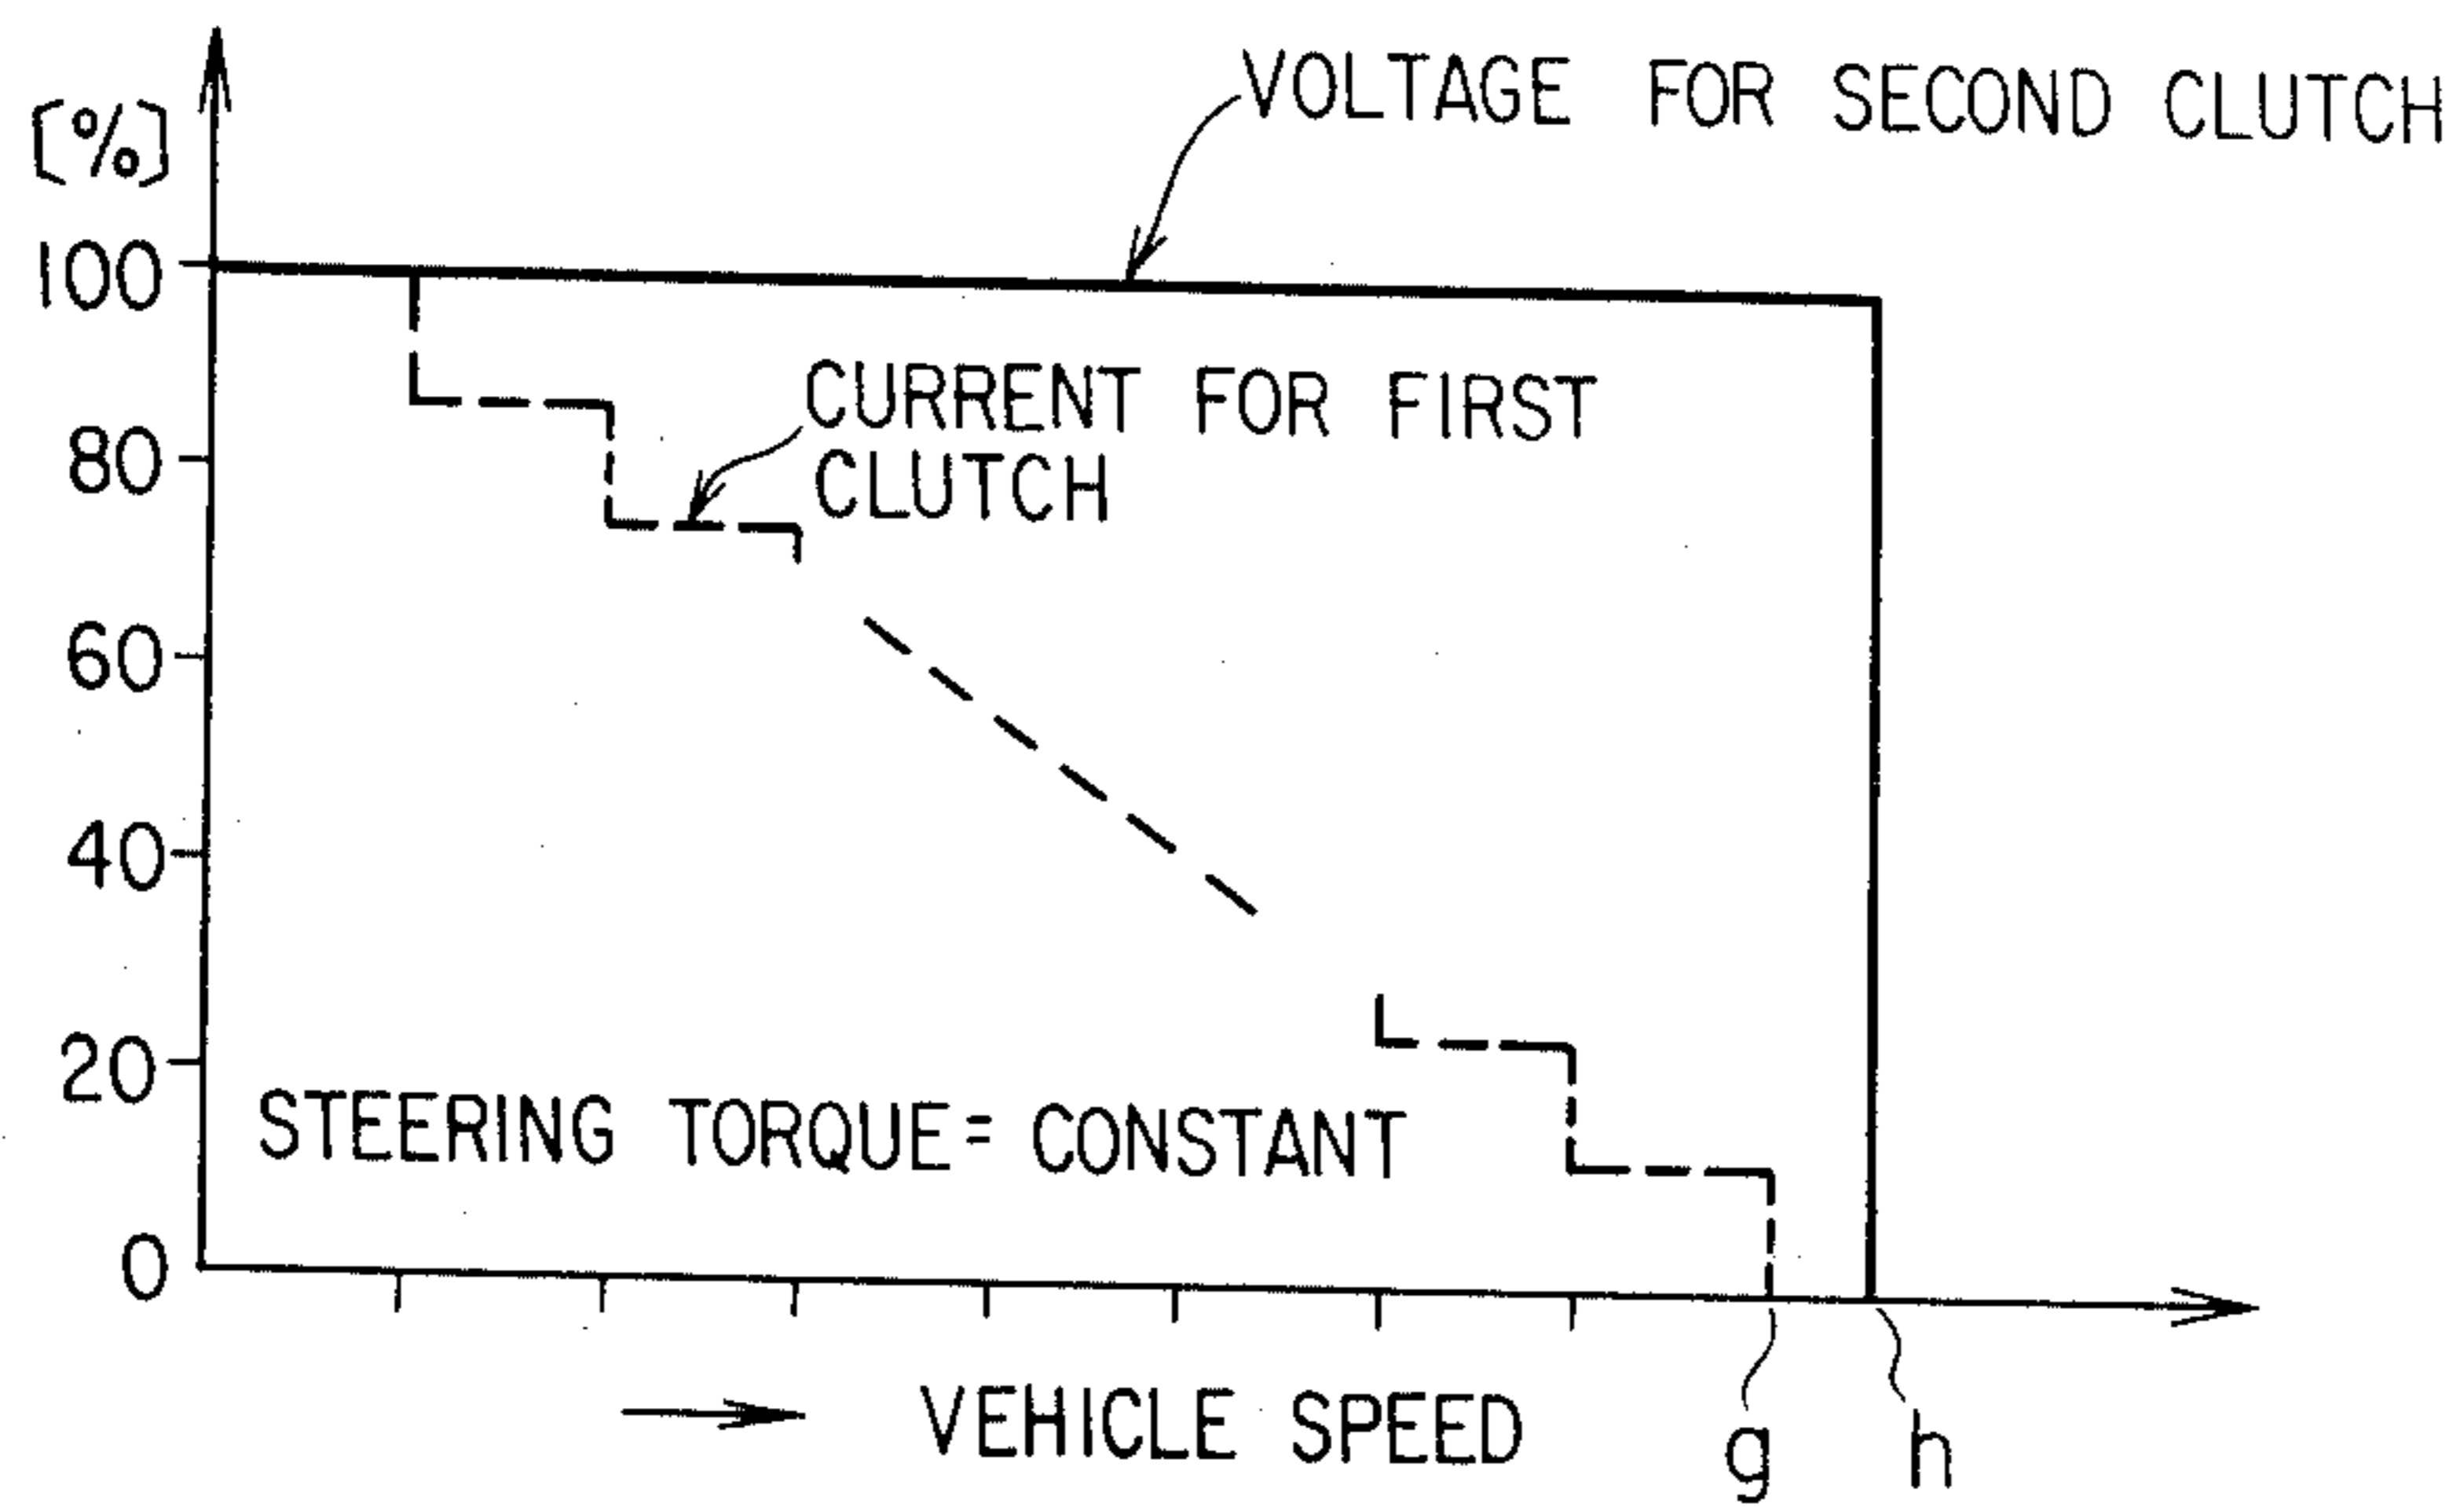 VOLTAGE FOR SECOND CLUTCH
[%]
100
CURRENT FOR FIRST
CLUTCH
80
60
40
20
STEERING TORQUE = CONSTANT
0
VEHICLE SPEED
g
h